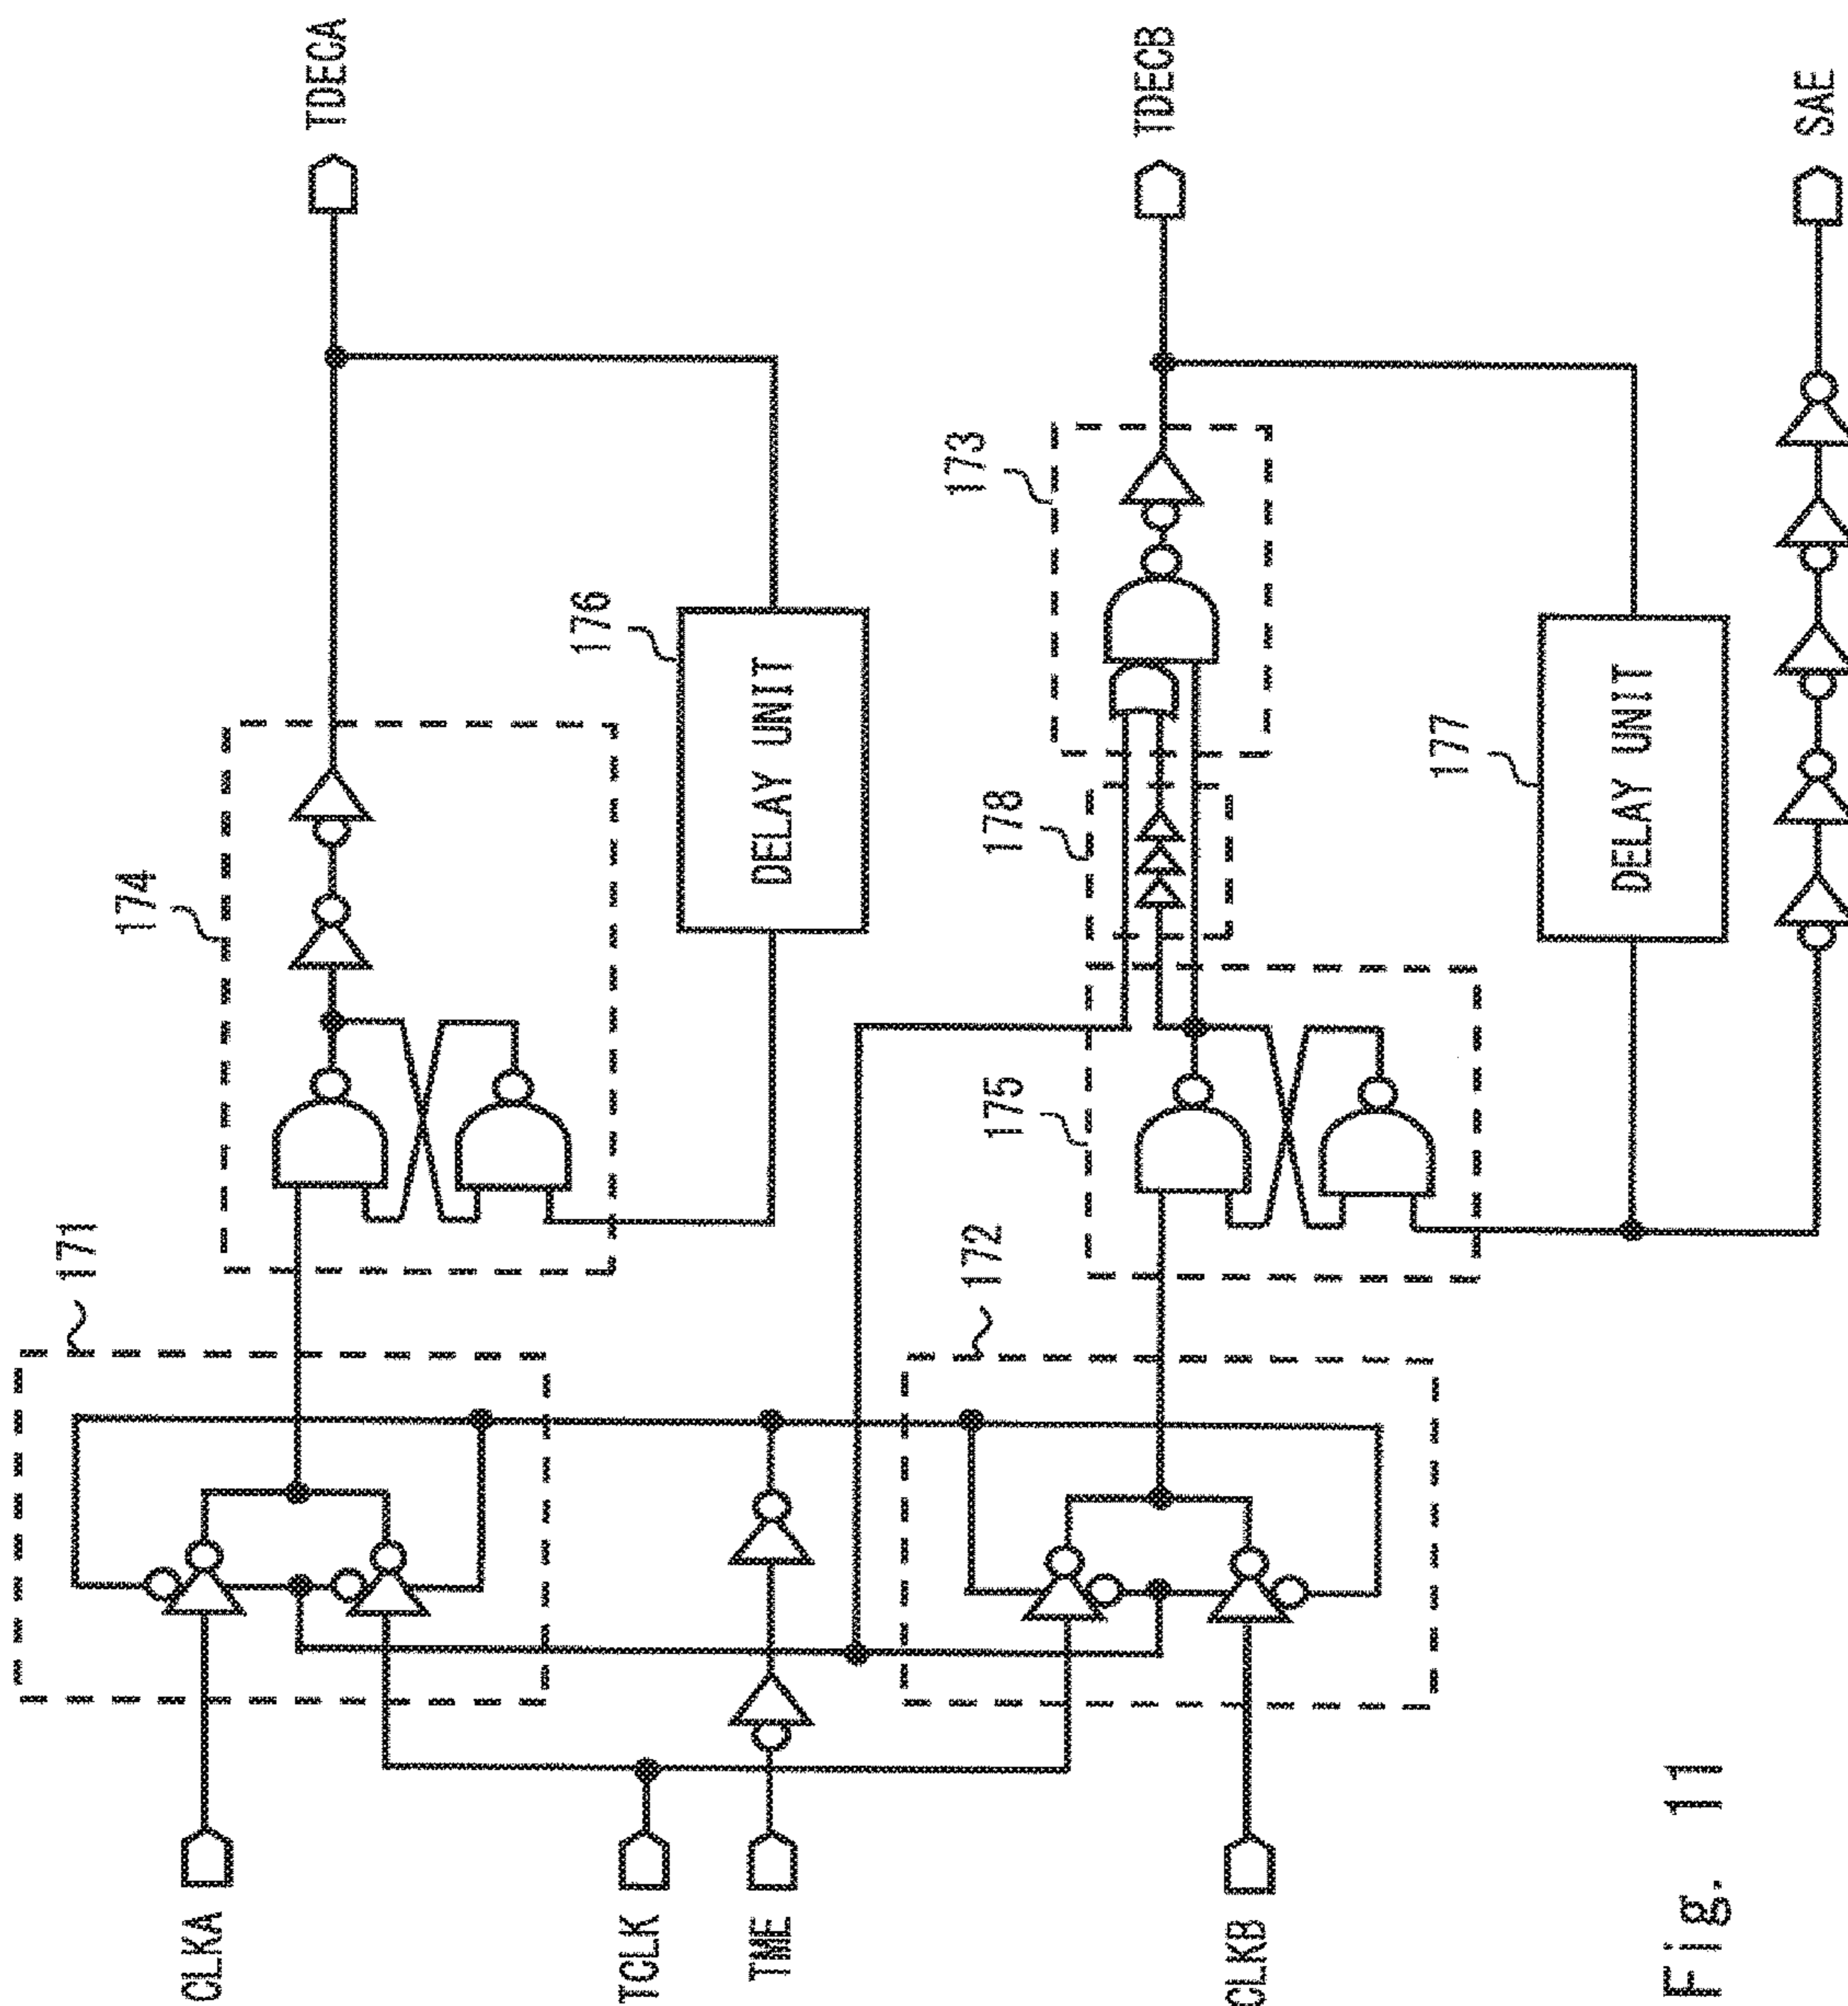 CLKA
TCLK
TME
CLKB
171
172
174
175
176
DELAY UNIT
178
173
177
DELAY UNIT
TDECA
TDECB
SAE
Fig. 11